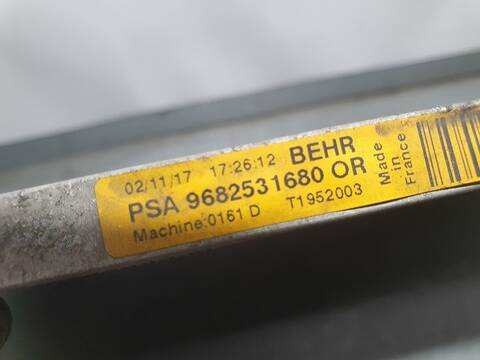 02/11/17 17:26:12 BEHR
PSA 9682531680 OR
Machine:0161 D T1952003
Made
in
France